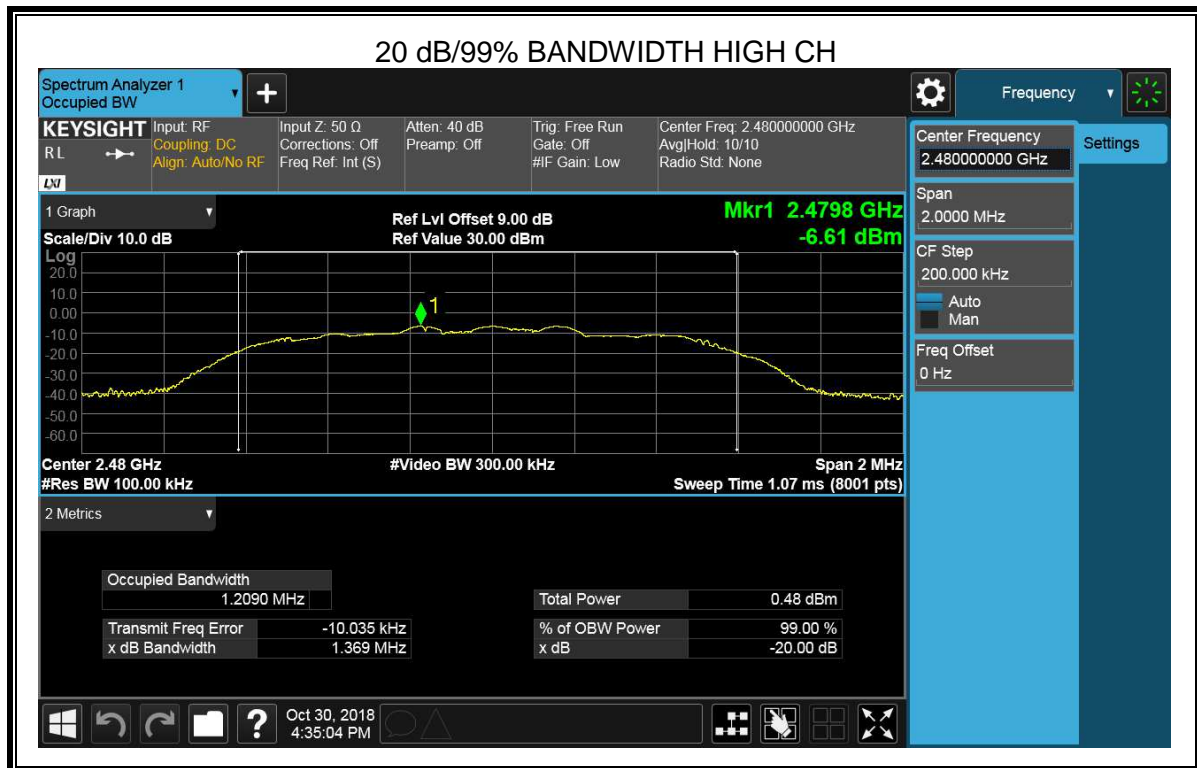 20 dB/99% BANDWIDTH HIGH CH
Spectrum Analyzer 1
Occupied BW
Frequency
KEYSIGHT
RL
LXI
Input: RF
Coupling: DC
Align: Auto/No RF
Input Z: 50 Ω
Corrections: Off
Freq Ref: Int (S)
Atten: 40 dB
Preamp: Off
Trig: Free Run
Gate: Off
#IF Gain: Low
Center Freq: 2.480000000 GHz
Avg|Hold: 10/10
Radio Std: None
Center Frequency
2.480000000 GHz
Settings
Span
2.0000 MHz
CF Step
200.000 kHz
Auto
Man
Freq Offset
0 Hz
1 Graph
Scale/Div 10.0 dB
Ref Lvl Offset 9.00 dB
Ref Value 30.00 dBm
Mkr1 2.4798 GHz
-6.61 dBm
Log
20.0
10.0
0.00
-10.0
-20.0
-30.0
-40.0
-50.0
-60.0
1
Center 2.48 GHz
#Res BW 100.00 kHz
#Video BW 300.00 kHz
Span 2 MHz
Sweep Time 1.07 ms (8001 pts)
2 Metrics
Occupied Bandwidth
1.2090 MHz
Total Power 0.48 dBm
Transmit Freq Error -10.035 kHz
% of OBW Power 99.00 %
x dB Bandwidth 1.369 MHz
x dB -20.00 dB
?
Oct 30, 2018
4:35:04 PM